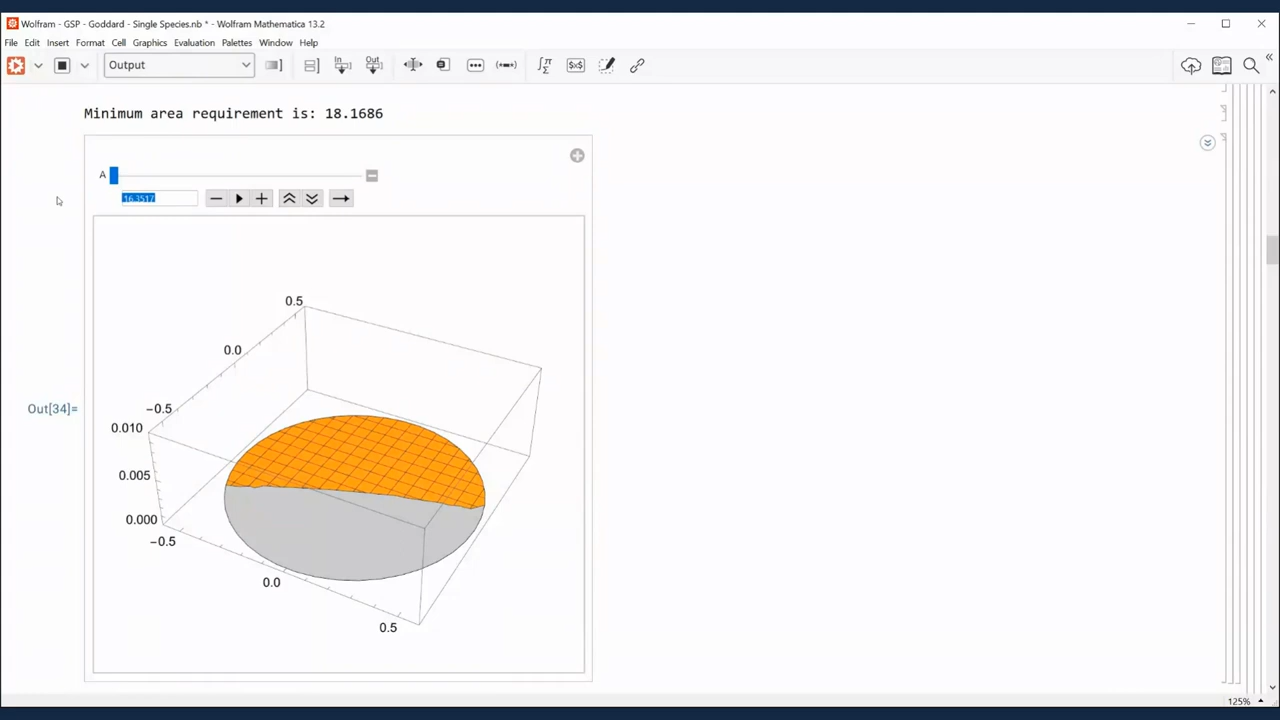 Wolfram - GSP - Goddard - Single Species.nb * - Wolfram Mathematica 13.2
File Edit Insert Format Cell Graphics Evaluation Palettes Window Help
Output
In
Out
Minimum area requirement is: 18.1686
A
16.3517
0.5
0.0
−0.5
0.010
0.005
0.000
−0.5
0.0
0.5
Out[34]=
125%